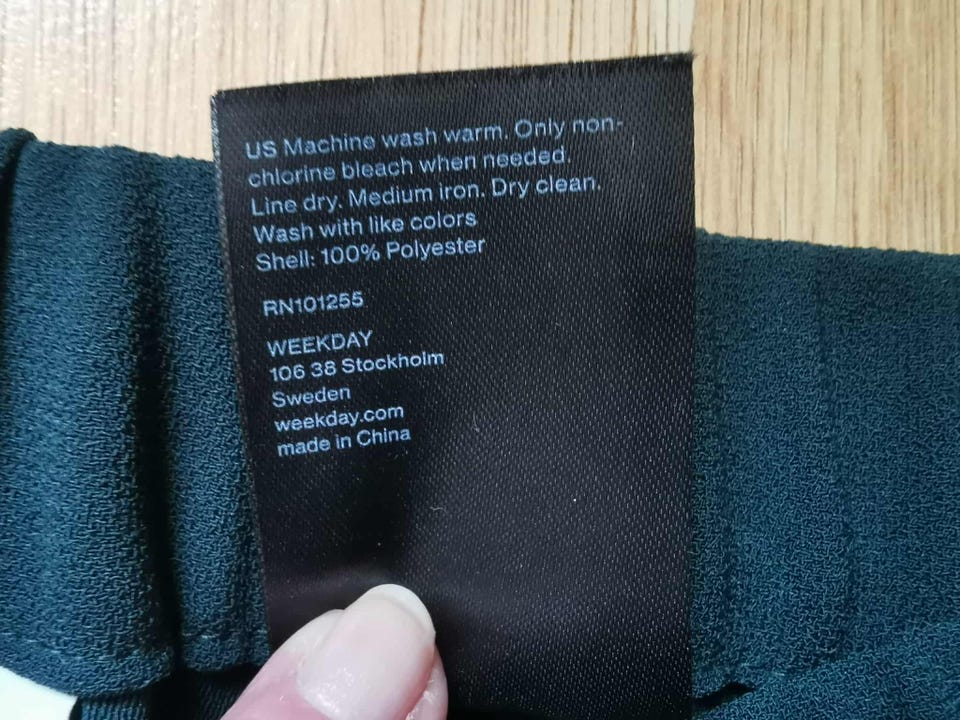 US Machine wash warm. Only non-
chlorine bleach when needed.
Line dry. Medium iron. Dry clean.
Wash with like colors
Shell: 100% Polyester
RN101255
WEEKDAY
106 38 Stockholm
Sweden
weekday.com
made in China